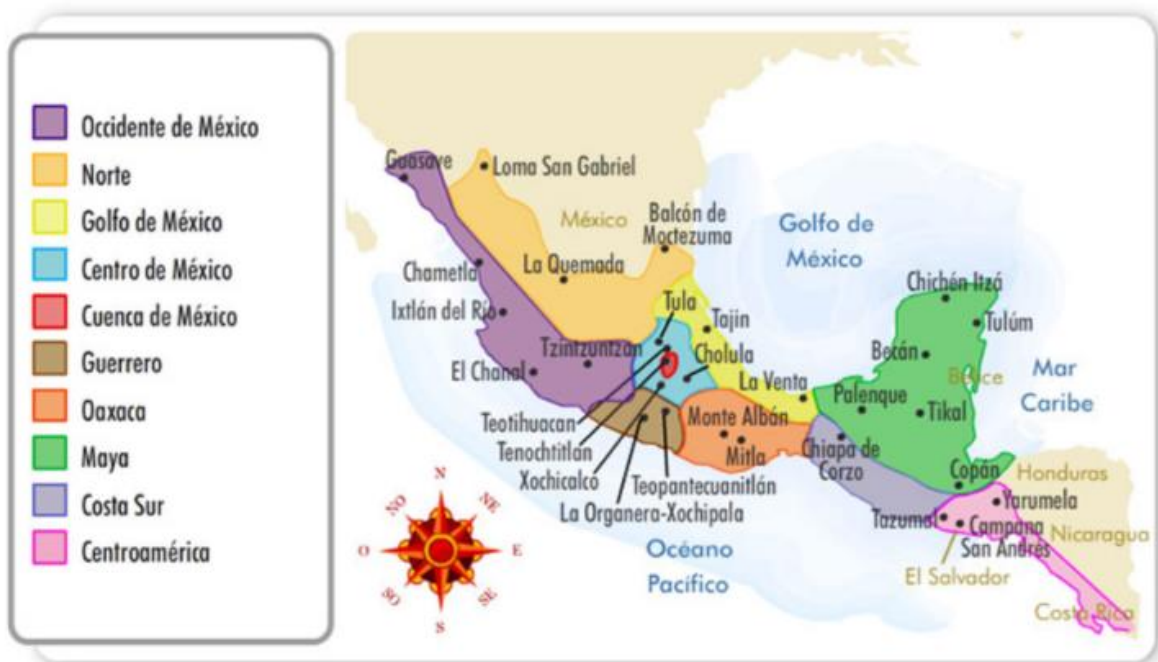 Occidente de México
Norte
Golfo de México
Centro de México
Cuenca de México
Guerrero
Oaxaca
Maya
Costa Sur
Centroamérica
Guasave
Loma San Gabriel
México
Balcón de
Moctezuma
Golfo de
México
Chametla
La Quemada
Chichén Itzá
Ixtlán del Río
Tula
Tajin
Tulúm
Tzintzuntzán
Cholula
Becán
El Chanal
La Venta
Belice
Mar
Caribe
Palenque
Tikal
Teotihuacan
Monte Albán
Tenochtitlán
Mitla
Chiapa de
Corzo
Xochicalcó
Teopantecuanitlán
Copán
Honduras
La Organera-Xochipala
Yarumela
Tazumal
Campana
San Andrés
Nicaragua
Océano
Pacífico
El Salvador
Costa Rica
N
NO
NE
O
E
SO
SE
S